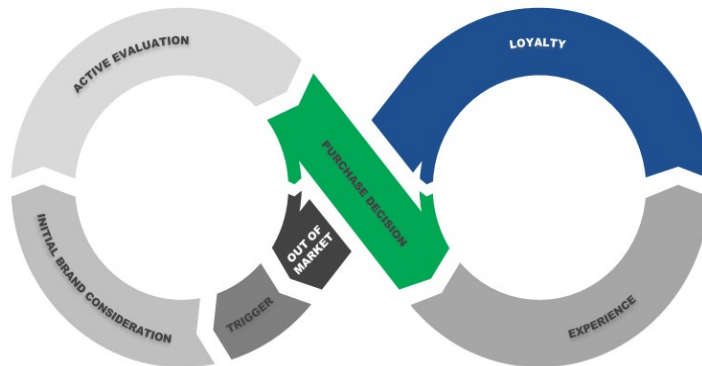 ACTIVE EVALUATION
LOYALTY
PURCHASE DECISION
INITIAL BRAND CONSIDERATION
OUT OF
MARKET
TRIGGER
EXPERIENCE